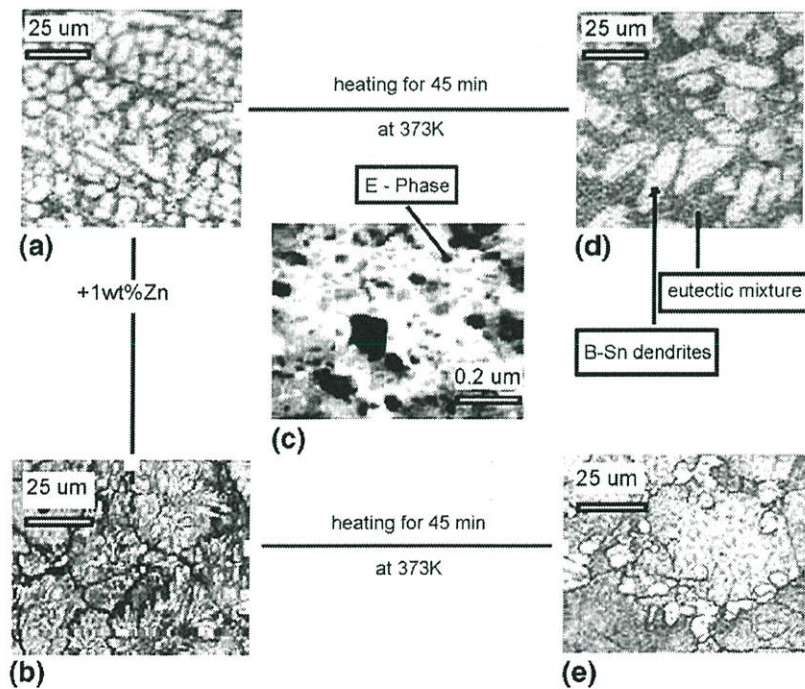 25 um
25 um
heating for 45 min
at 373K
E - Phase
(a)
(d)
+1wt%Zn
eutectic mixture
B-Sn dendrites
0.2 um
(c)
25 um
25 um
heating for 45 min
at 373K
(b)
(e)